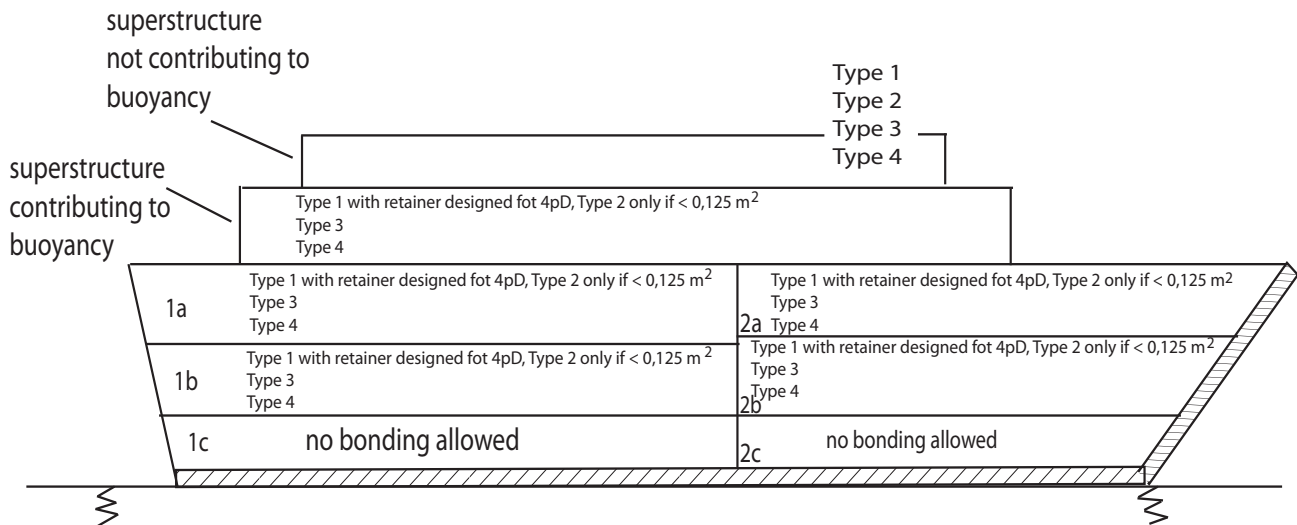 superstructure
not contributing to
buoyancy
Type 1
Type 2
Type 3
Type 4
superstructure
contributing to
buoyancy
Type 1 with retainer designed fot 4pD, Type 2 only if < 0,125 m²
Type 3
Type 4
1a
Type 1 with retainer designed fot 4pD, Type 2 only if < 0,125 m²
Type 3
Type 4
2a
Type 1 with retainer designed fot 4pD, Type 2 only if < 0,125 m²
Type 3
Type 4
1b
Type 1 with retainer designed fot 4pD, Type 2 only if < 0,125 m²
Type 3
Type 4
2b
Type 1 with retainer designed fot 4pD, Type 2 only if < 0,125 m²
Type 3
Type 4
1c
no bonding allowed
2c
no bonding allowed